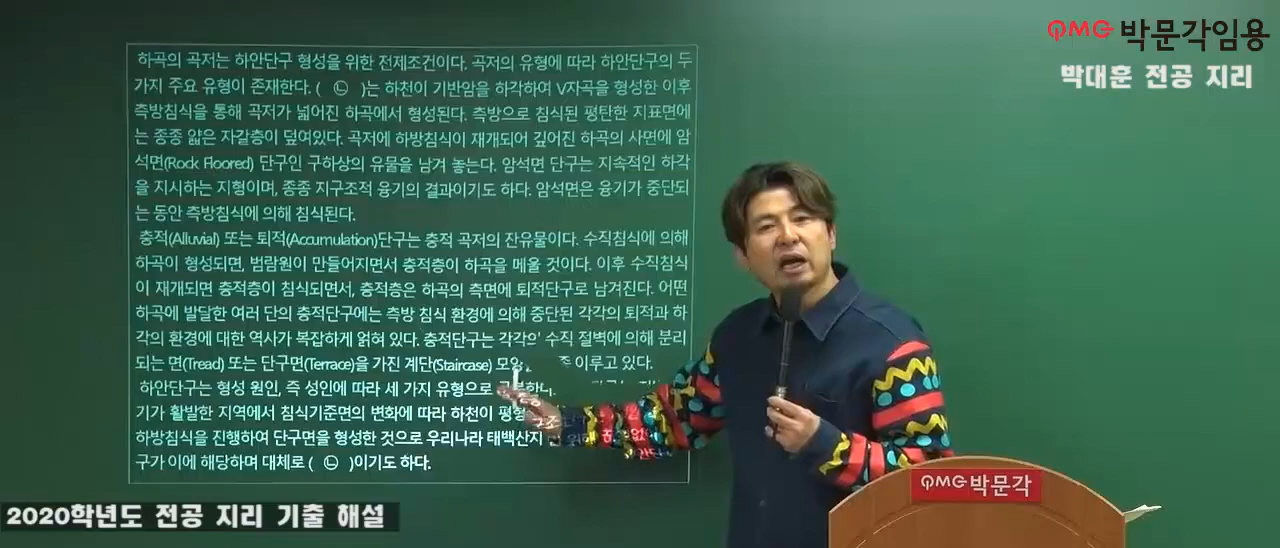 PMG 박문각임용
박대훈 전공 지리
하곡의 곡저는 하안단구 형성을 위한 전제조건이다. 곡저의 유형에 따라 하안단구의 두
가지 주요 유형이 존재한다. ( ㉡ )는 하천이 기반암을 하각하여 V자곡을 형성한 이후
측방침식을 통해 곡저가 넓어진 하곡에서 형성된다. 측방으로 침식된 평탄한 지표면에
는 종종 얇은 자갈층이 덮여있다. 곡저에 하방침식이 재개되어 깊어진 하곡의 사면에 암
석면(Rock Floored) 단구인 구하상의 유물을 남겨 놓는다. 암석면 단구는 지속적인 하각
을 지시하는 지형이며, 종종 지구조적 융기의 결과이기도 하다. 암석면은 융기가 중단되
는 동안 측방침식에 의해 침식된다.
충적(Alluvial) 또는 퇴적(Accumulation)단구는 충적 곡저의 잔유물이다. 수직침식에 의해
하곡이 형성되면, 범람원이 만들어지면서 충적층이 하곡을 메울 것이다. 이후 수직침식
이 재개되면 충적층이 침식되면서, 충적층은 하곡의 측면에 퇴적단구로 남겨진다. 어떤
하곡에 발달한 여러 단의 충적단구에는 측방 침식 환경에 의해 중단된 각각의 퇴적과 하
각의 환경에 대한 역사가 복잡하게 얽혀 있다. 충적단구는 각각의 수직 절벽에 의해 분리
되는 면(Tread) 또는 단구면(Terrace)을 가진 계단(Staircase) 이루고 있다.
하안단구는 형성 원인, 즉 성인에 따라 세 가지 유형으로
기가 활발한 지역에서 침식기준면의 변화에 따라 하천이
하방침식을 진행하여 단구면을 형성한 것으로 우리나라 태백산지
구가 이에 해당하며 대체로 ( ㉡ )이기도 하다.
PMG 박문각
2020학년도 전공 지리 기출 해설